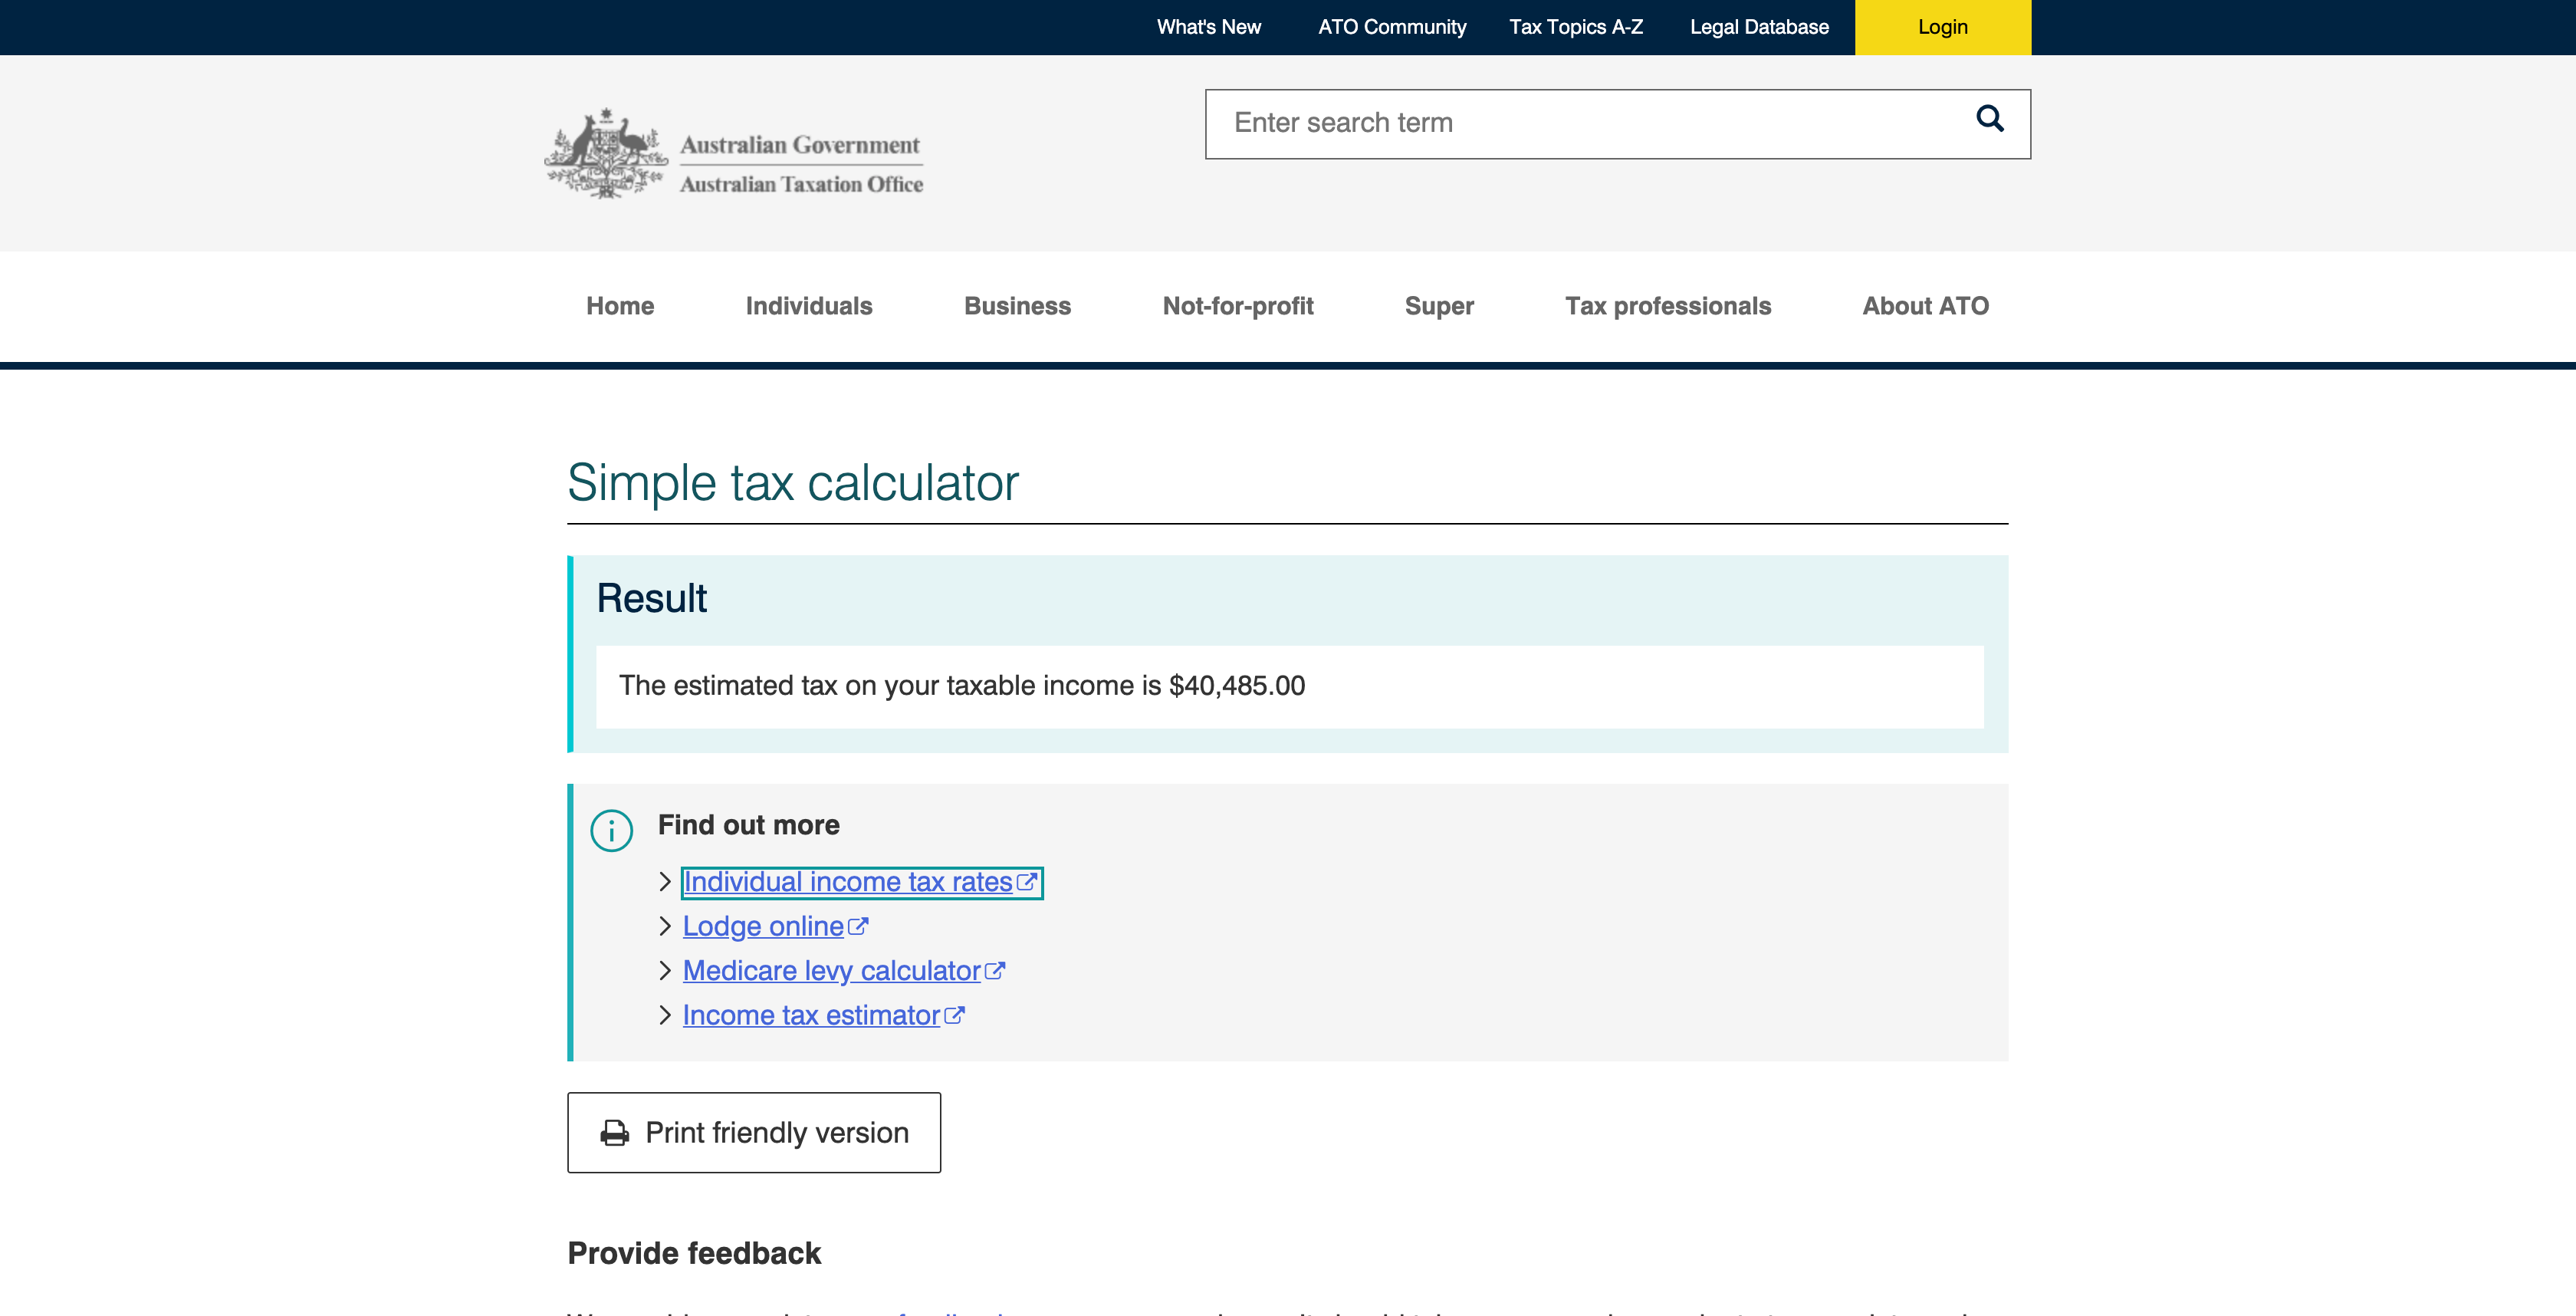 What's New
ATO Community
Tax Topics A-Z
Legal Database
Login
Australian Government
Australian Taxation Office
Enter search term
Home
Individuals
Business
Not-for-profit
Super
Tax professionals
About ATO
Simple tax calculator
Result
The estimated tax on your taxable income is $40,485.00
Find out more
Individual income tax rates
Lodge online
Medicare levy calculator
Income tax estimator
Print friendly version
Provide feedback